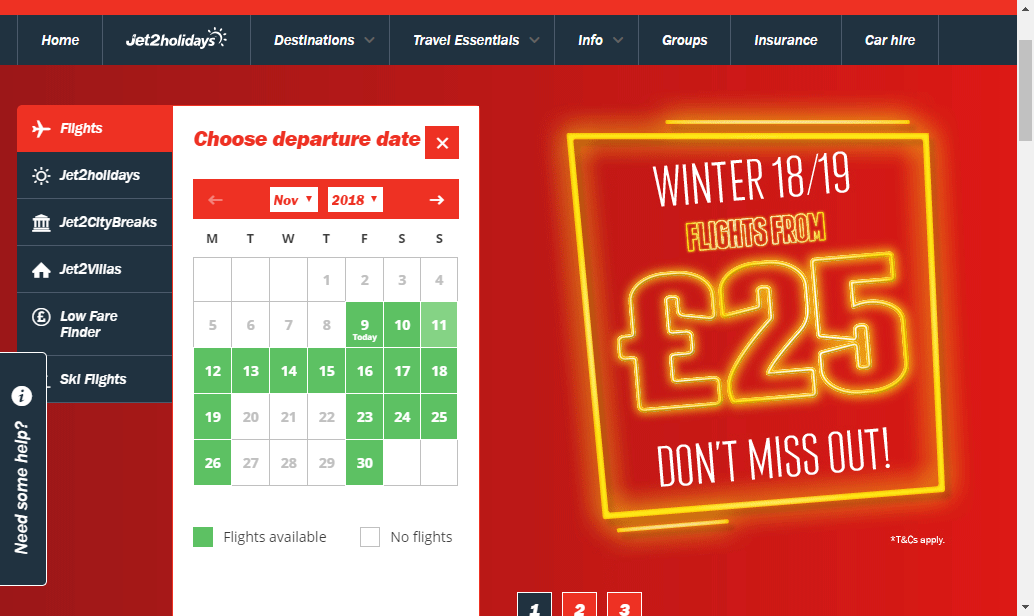 Home Jet2holidays Destinations Travel Essentials Info Groups Insurance Car hire
Flights
Jet2holidays
Jet2CityBreaks
Jet2Villas
Low Fare
Finder
Ski Flights
Need some help?
Choose departure date
Nov 2018
M T W T F S S
1 2 3 4
5 6 7 8 9 10 11
Today
12 13 14 15 16 17 18
19 20 21 22 23 24 25
26 27 28 29 30
Flights available No flights
WINTER 18/19
FLIGHTS FROM
£25
DON'T MISS OUT!
*T&Cs apply.
1 2 3